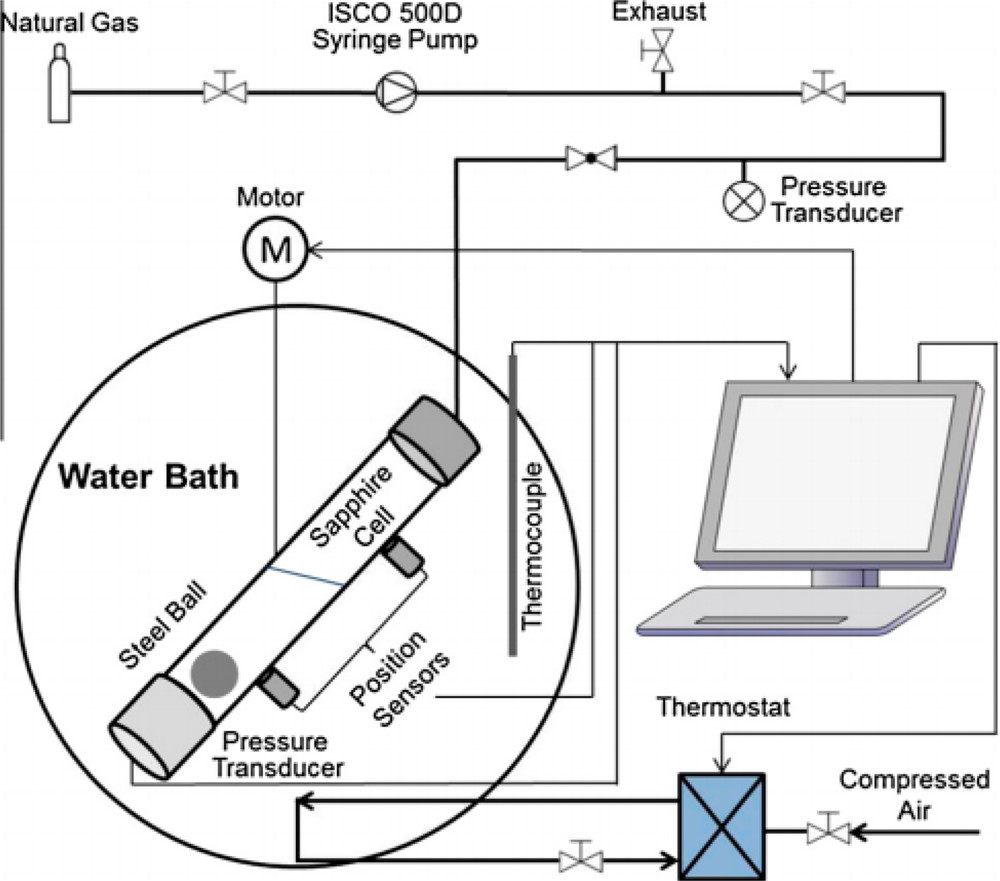 Natural Gas
ISCO 500D
Syringe Pump
Exhaust
Pressure
Transducer
Motor
M
Water Bath
Sapphire
Cell
Thermocouple
Steel Ball
Position
Sensors
Pressure
Transducer
Thermostat
Compressed
Air